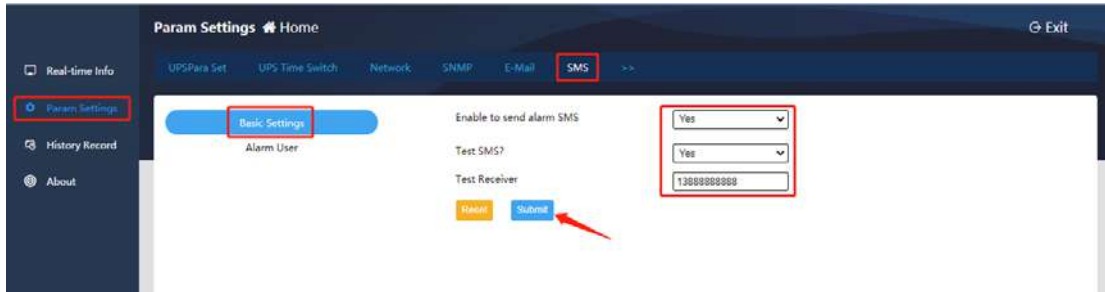 Param Settings Home
Exit
Real-time Info
Param Settings
History Record
About
UPSPara Set UPS Time Switch Network SNMP E-Mail SMS >>
Basic Settings
Alarm User
Enable to send alarm SMS Yes
Test SMS? Yes
Test Receiver 13888888888
Reset Submit